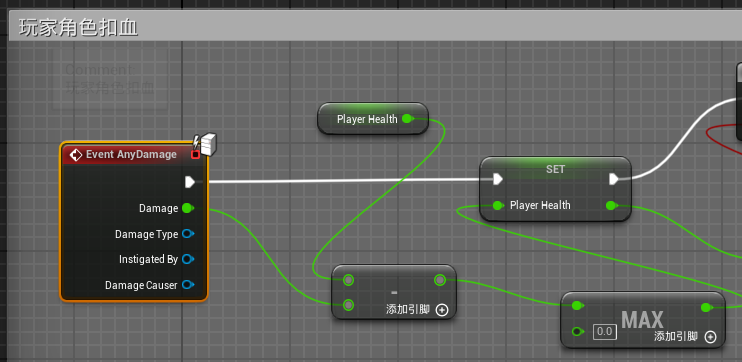 玩家角色扣血
Comment
玩家角色扣血
Player Health
Event AnyDamage
SET
Damage
Player Health
Damage Type
Instigated By
Damage Causer
-
添加引脚
0.0
MAX
添加引脚